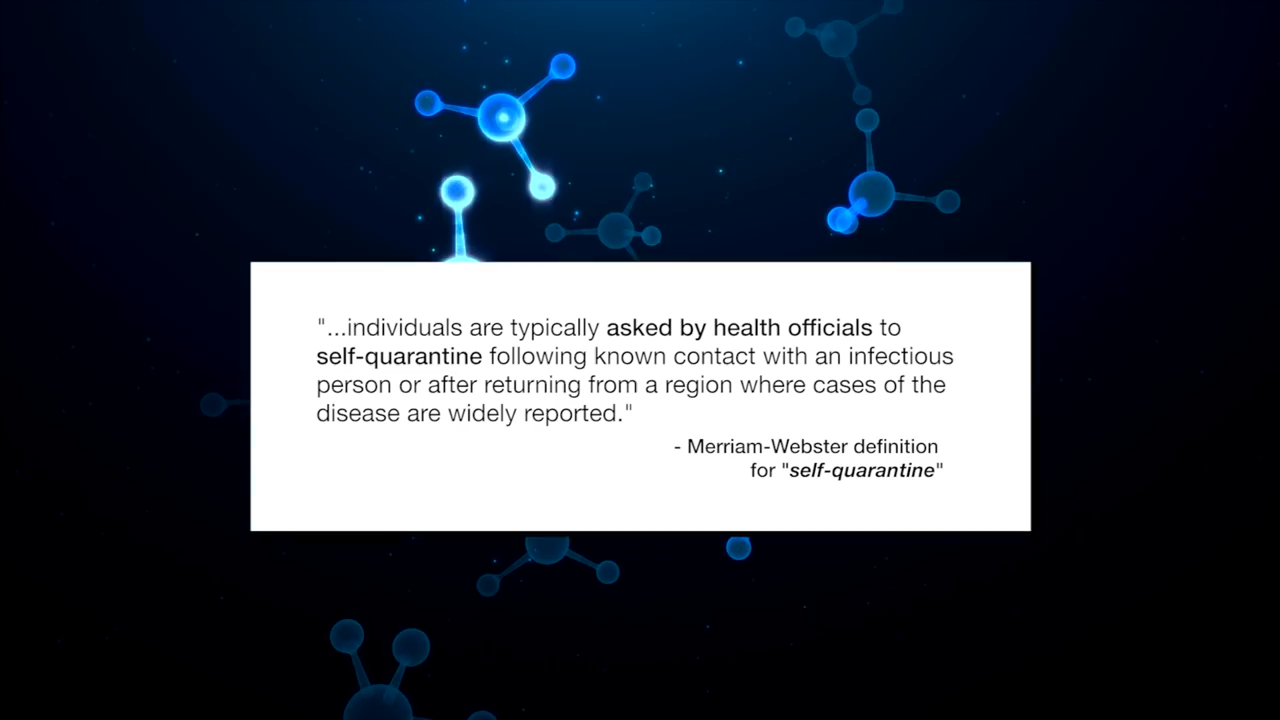 "...individuals are typically asked by health officials to
self-quarantine following known contact with an infectious
person or after returning from a region where cases of the
disease are widely reported."
- Merriam-Webster definition
for "self-quarantine"